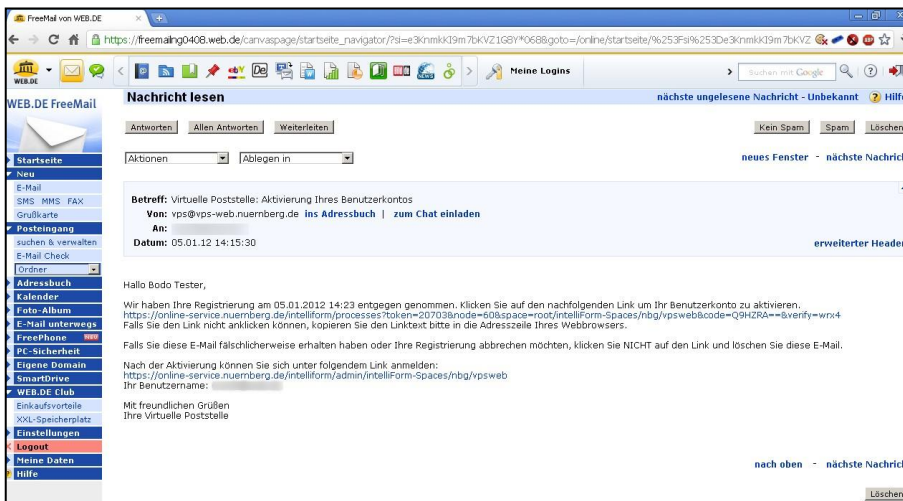 FreeMail von WEB.DE
https://freemailng0408.web.de/canvaspage/startseite_navigator/?si=e3KnmkKI9m7bKVZ1G8Y*068&goto=/online/startseite/%253Fsi%253De3KnmkKI9m7bKVZ
WEB.DE
De
Meine Logins
Suchen mit Google
WEB.DE FreeMail
Nachricht lesen
nächste ungelesene Nachricht - Unbekannt
Hilfe
Antworten
Allen Antworten
Weiterleiten
Kein Spam
Spam
Löschen
Aktionen
Ablegen in
neues Fenster - nächste Nachrich
Betreff: Virtuelle Poststelle: Aktivierung Ihres Benutzerkontos
Von: vps@vps-web.nuernberg.de ins Adressbuch | zum Chat einladen
An:
Datum: 05.01.12 14:15:30
erweiterter Header
Hallo Bodo Tester,
Wir haben Ihre Registrierung am 05.01.2012 14:23 entgegen genommen. Klicken Sie auf den nachfolgenden Link um Ihr Benutzerkonto zu aktivieren.
https://online-service.nuernberg.de/intelliform/processes?token=20703&node=60&space=root/intelliForm-Spaces/nbg/vpsweb&code=Q9HZRA==&verify=wrx4
Falls Sie den Link nicht anklicken können, kopieren Sie den Linktext bitte in die Adresszeile Ihres Webbrowsers.
Falls Sie diese E-Mail fälschlicherweise erhalten haben oder Ihre Registrierung abbrechen möchten, klicken Sie NICHT auf den Link und löschen Sie diese E-Mail.
Nach der Aktivierung können Sie sich unter folgendem Link anmelden:
https://online-service.nuernberg.de/intelliform/admin/intelliForm-Spaces/nbg/vpsweb
Ihr Benutzername:
Mit freundlichen Grüßen
Ihre Virtuelle Poststelle
nach oben - nächste Nachrich
Löschen
Startseite
Neu
E-Mail
SMS MMS FAX
Grußkarte
Posteingang
suchen & verwalten
E-Mail Check
Ordner
Adressbuch
Kalender
Foto-Album
E-Mail unterwegs
FreePhone NEU
PC-Sicherheit
Eigene Domain
SmartDrive
WEB.DE Club
Einkaufsvorteile
XXL-Speicherplatz
Einstellungen
Logout
Meine Daten
Hilfe